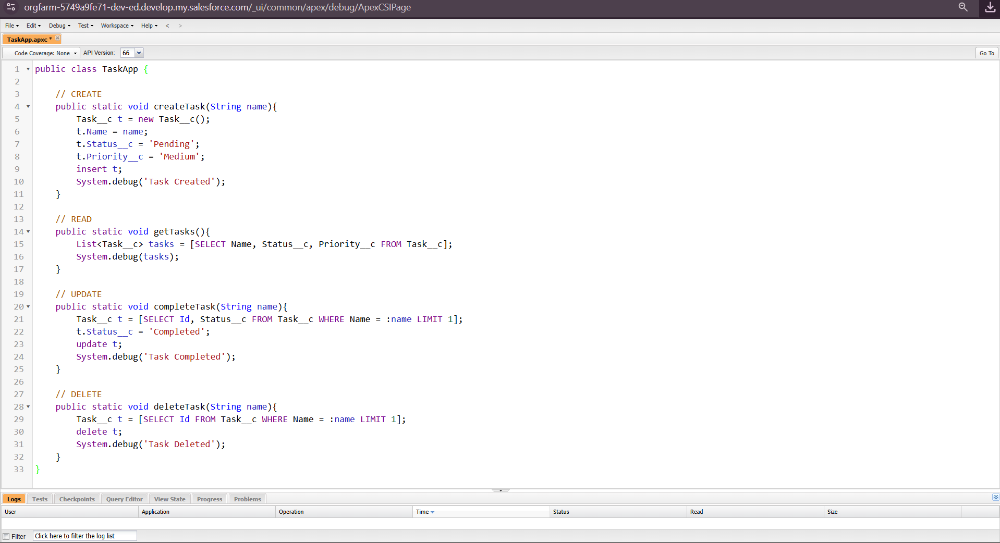 orgfarm-5749a9fe71-dev-ed.develop.my.salesforce.com/_ui/common/apex/debug/ApexCSIPage
File Edit Debug Test Workspace Help < >
TaskApp.apxc *
Code Coverage: None API Version: 66 Go To
1 public class TaskApp {
2
3 // CREATE
4 public static void createTask(String name){
5 Task__c t = new Task__c();
6 t.Name = name;
7 t.Status__c = 'Pending';
8 t.Priority__c = 'Medium';
9 insert t;
10 System.debug('Task Created');
11 }
12
13 // READ
14 public static void getTasks(){
15 List<Task__c> tasks = [SELECT Name, Status__c, Priority__c FROM Task__c];
16 System.debug(tasks);
17 }
18
19 // UPDATE
20 public static void completeTask(String name){
21 Task__c t = [SELECT Id, Status__c FROM Task__c WHERE Name = :name LIMIT 1];
22 t.Status__c = 'Completed';
23 update t;
24 System.debug('Task Completed');
25 }
26
27 // DELETE
28 public static void deleteTask(String name){
29 Task__c t = [SELECT Id FROM Task__c WHERE Name = :name LIMIT 1];
30 delete t;
31 System.debug('Task Deleted');
32 }
33 }
Logs Tests Checkpoints Query Editor View State Progress Problems
User Application Operation Time Status Read Size
Filter Click here to filter the log list